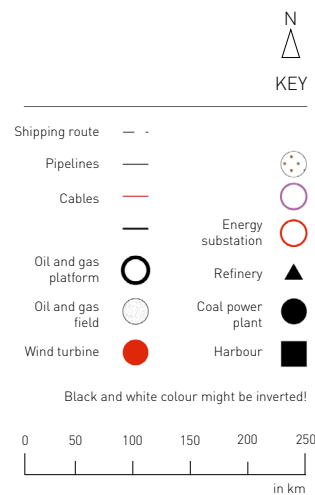 N
KEY
Shipping route
Pipelines
Cables
Energy
substation
Oil and gas
platform
Refinery
Oil and gas
field
Coal power
plant
Wind turbine
Harbour
Black and white colour might be inverted!
0 50 100 150 200 250
in km